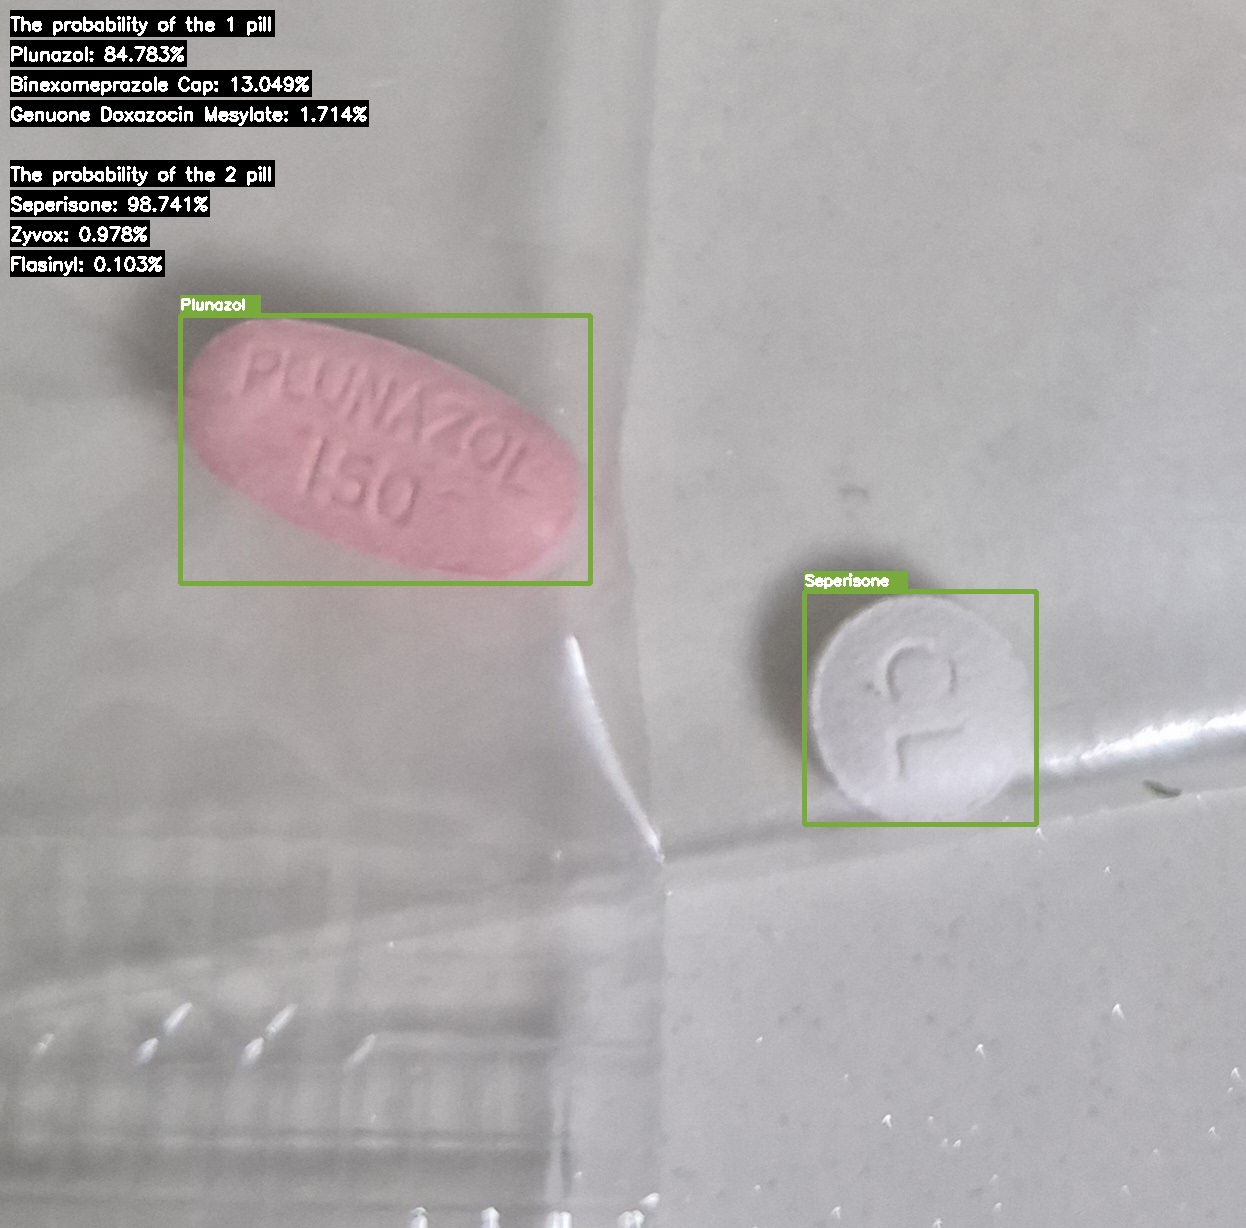 The probability of the 1 pill
Plunazol: 84.783%
Binexomeprazole Cap: 13.049%
Genuone Doxazocin Mesylate: 1.714%
The probability of the 2 pill
Seperisone: 98.741%
Zyvox: 0.978%
Flasinyl: 0.103%
Plunazol
PLUNAZOL
150
Seperisone